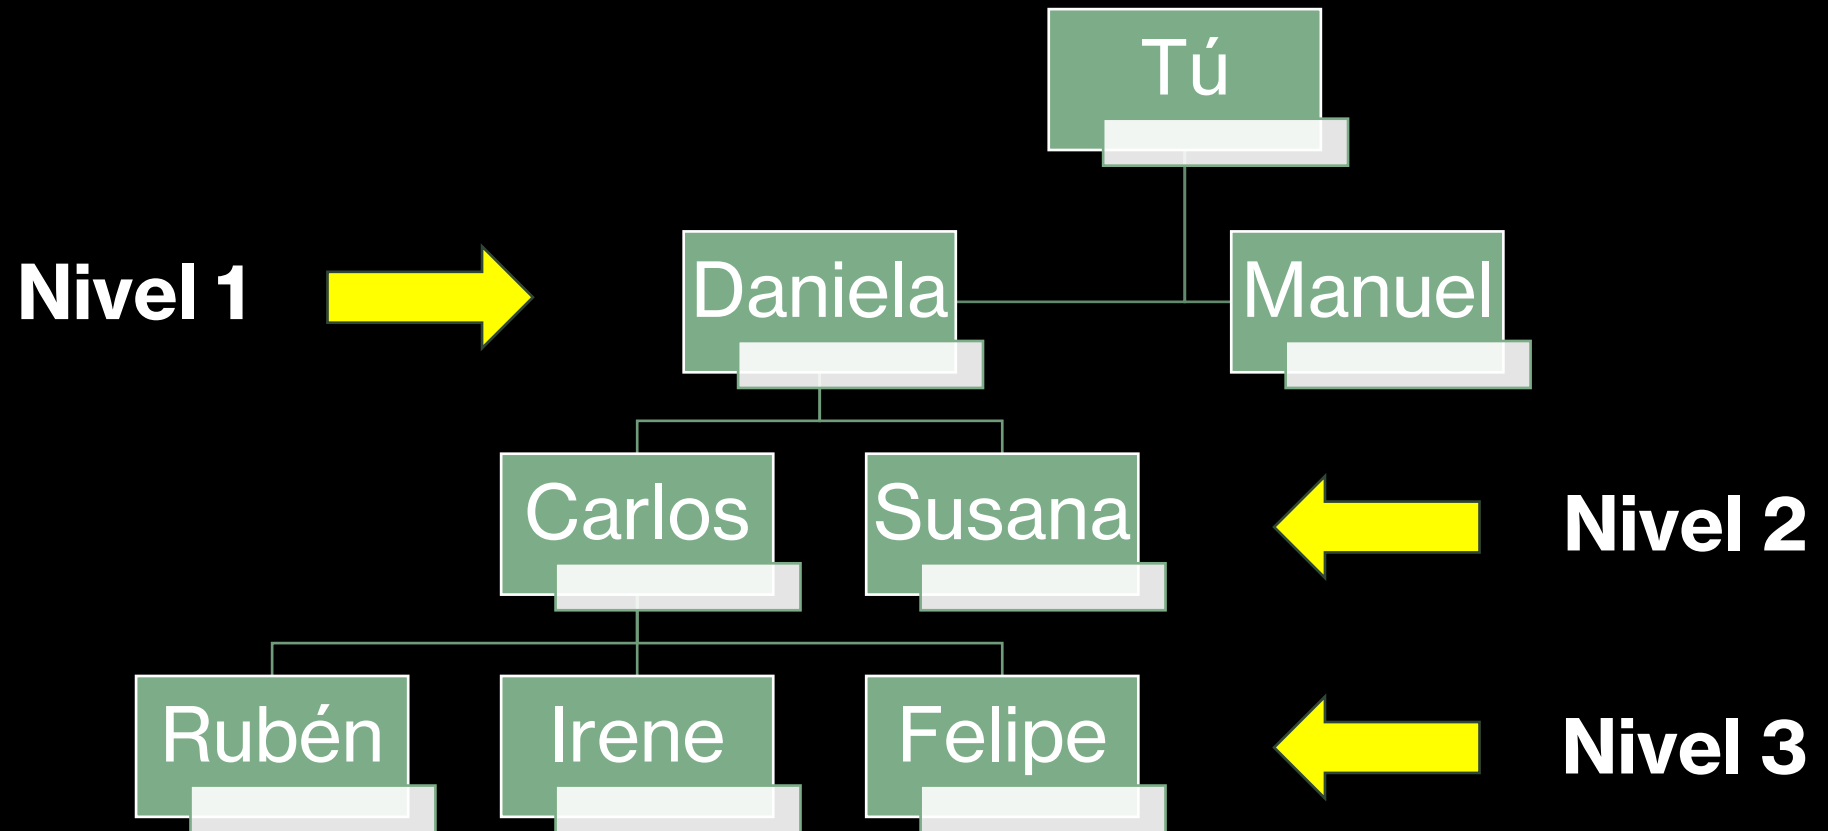 Tú
Nivel 1
Daniela
Manuel
Carlos
Susana
Nivel 2
Rubén
Irene
Felipe
Nivel 3